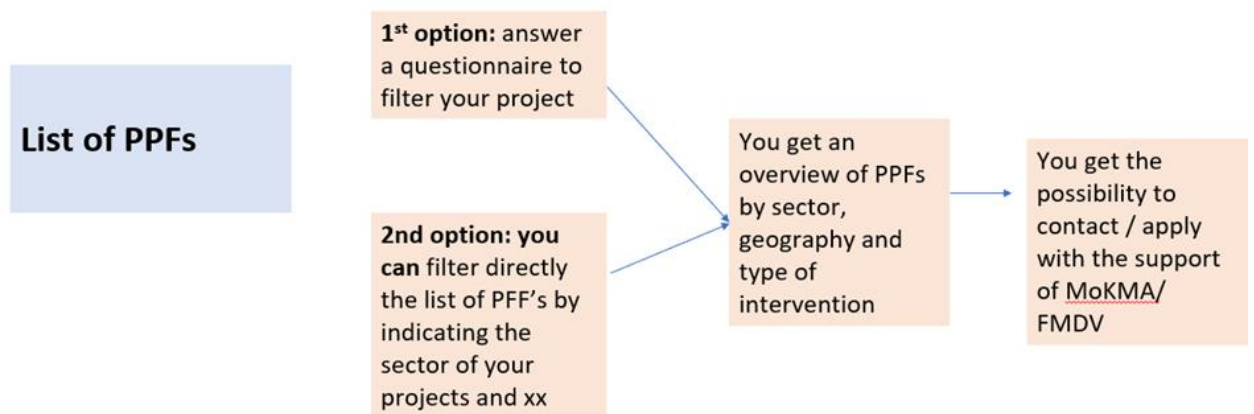 List of PPFs
1st option: answer
a questionnaire to
filter your project
2nd option: you
can filter directly
the list of PFF's by
indicating the
sector of your
projects and xx
You get an
overview of PPFs
by sector,
geography and
type of
intervention
You get the
possibility to
contact / apply
with the support
of MoKMA/
FMDV